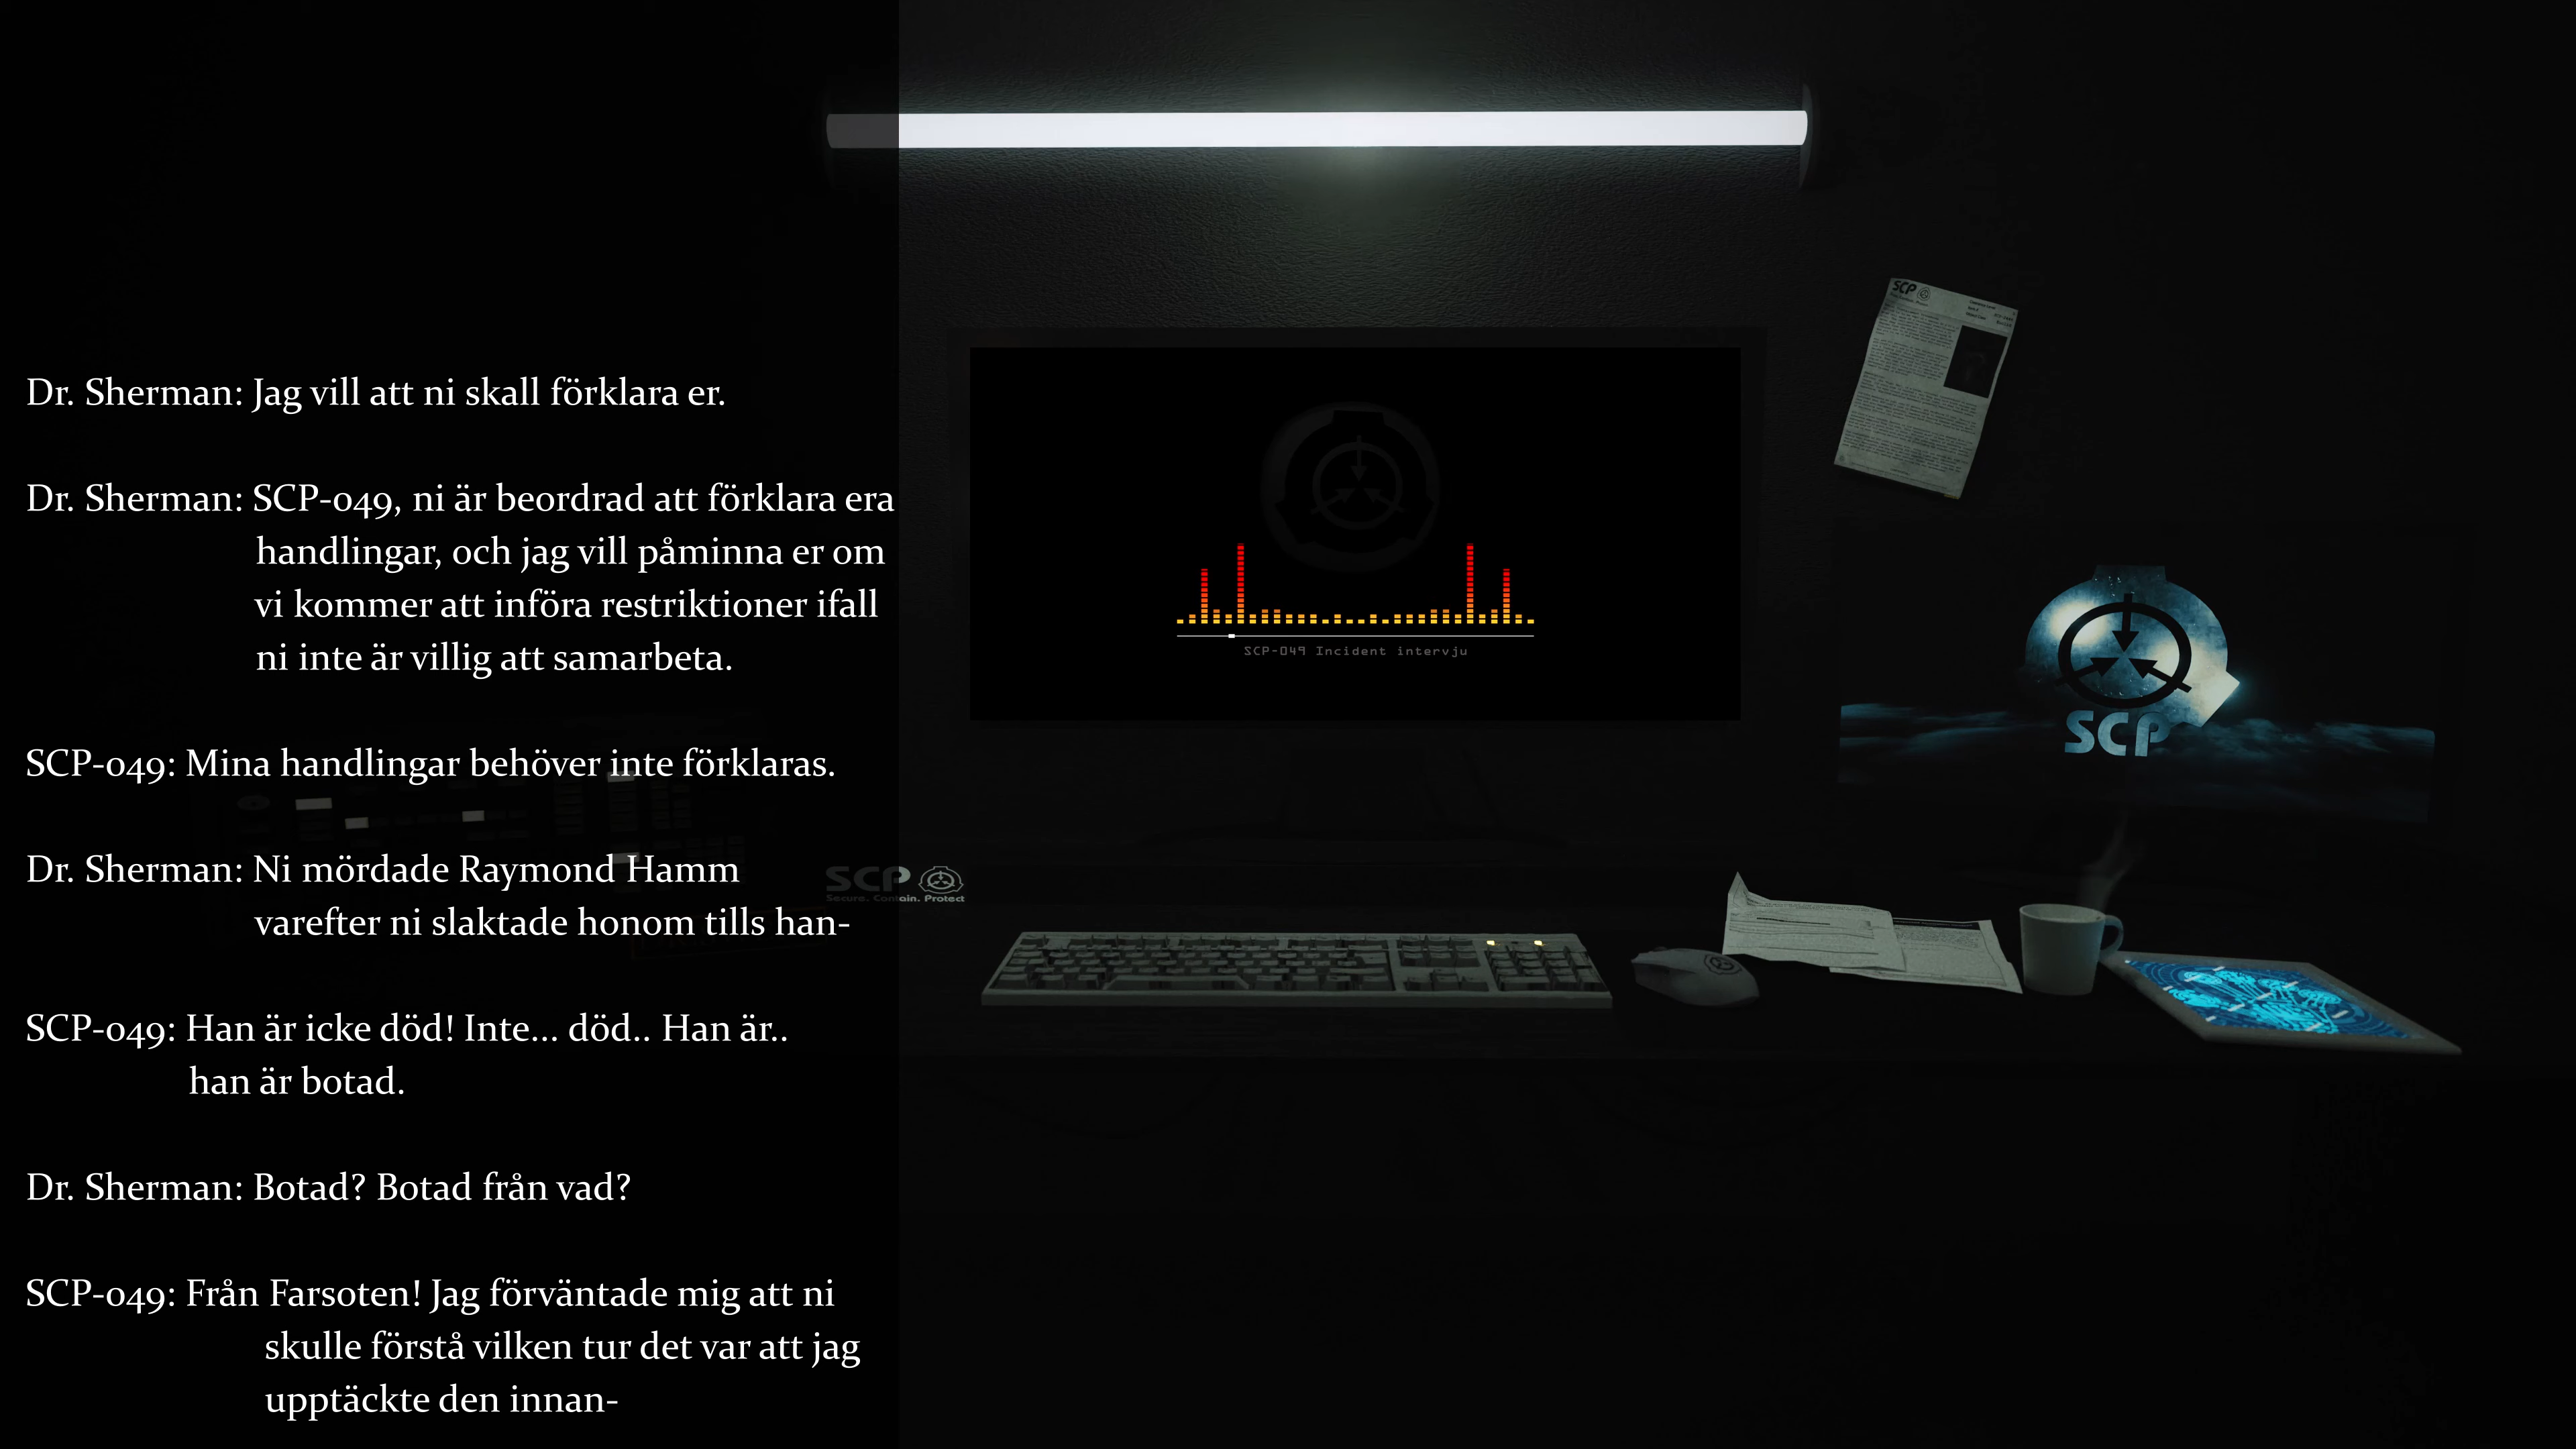 Dr. Sherman: Jag vill att ni skall förklara er.
Dr. Sherman: SCP-049, ni är beordrad att förklara era
handlingar, och jag vill påminna er om
vi kommer att införa restriktioner ifall
ni inte är villig att samarbeta.
SCP-049: Mina handlingar behöver inte förklaras.
Dr. Sherman: Ni mördade Raymond Hamm
varefter ni slaktade honom tills han-
SCP-049: Han är icke död! Inte... död.. Han är..
han är botad.
Dr. Sherman: Botad? Botad från vad?
SCP-049: Från Farsoten! Jag förväntade mig att ni
skulle förstå vilken tur det var att jag
upptäckte den innan-
SCP-049 Incident intervju
SCP
Secure. Contain. Protect
SCP
SCP